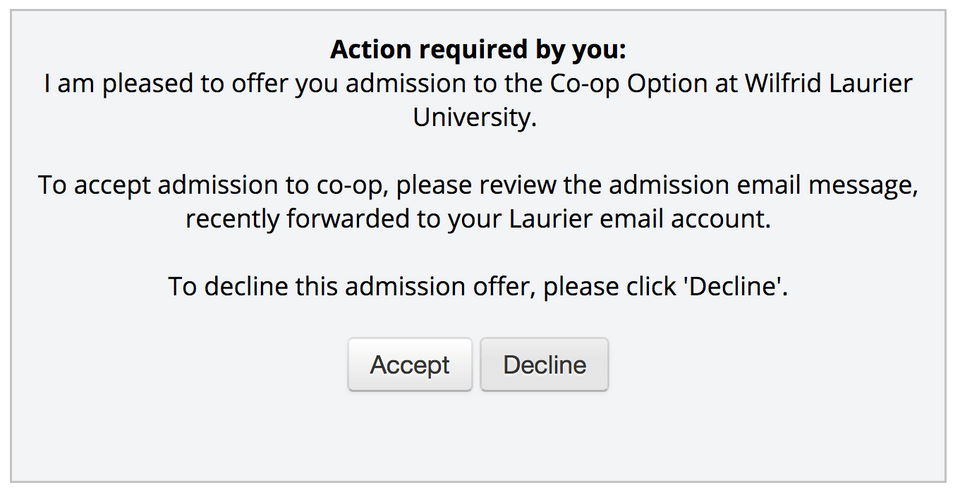 Action required by you:
I am pleased to offer you admission to the Co-op Option at Wilfrid Laurier
University.
To accept admission to co-op, please review the admission email message,
recently forwarded to your Laurier email account.
To decline this admission offer, please click 'Decline'.
Accept Decline